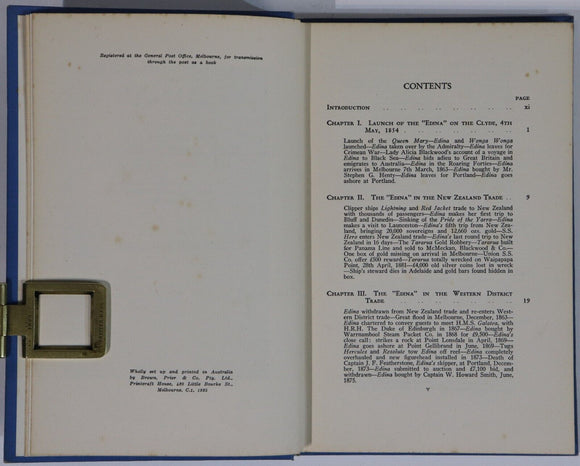 Registered at the General Post Office, Melbourne, for transmission
through the post as a book
Wholly set up and printed in Australia
by Brown, Prior & Co. Pty. Ltd.,
Printcraft House, 430 Little Bourke St.,
Melbourne. C.1, 1935
CONTENTS
PAGE
INTRODUCTION .. .. .. .. .. .. .. .. xi
CHAPTER I. LAUNCH OF THE "EDINA" ON THE CLYDE, 4TH
MAY, 1854 .. .. .. .. .. .. .. 1
Launch of the Queen Mary—Edina and Wonga Wonga
launched—Edina taken over by the Admiralty—Edina leaves for
Crimean War—Lady Alicia Blackwood's account of a voyage in
Edina to Black Sea—Edina bids adieu to Great Britain and
emigrates to Australia—Edina in the Roaring Forties—Edina
arrives in Melbourne 7th March, 1863—Edina bought by Mr.
Stephen G. Henty—Edina leaves for Portland—Edina goes
ashore at Portland.
CHAPTER II. THE "EDINA" IN THE NEW ZEALAND TRADE .. 9
Clipper ships Lightning and Red Jacket trade to New Zealand
with thousands of passengers—Edina makes her first trip to
Bluff and Dunedin—Sinking of the Pride of the Yarra—Edina
makes a visit to Launceston—Edina's fifth trip from New Zea-
land, bringing 20,000 sovereigns and 12,660 ozs. gold—S.S.
Hero enters New Zealand trade—Edina's last round trip to New
Zealand in 16 days—The Tararua Gold Robbery—Tararua built
for Panama Line and sold to McMeckan, Blackwood & Co.—
One box of gold missing on arrival in Melbourne—Union S.S.
Co. offer £300 reward—Tararua totally wrecked on Waipapapa
Point, 28th April, 1881—£4,000 old silver coins lost in wreck
—Ship's steward dies in Adelaide and gold bars found hidden in
box.
CHAPTER III. THE "EDINA" IN THE WESTERN DISTRICT
TRADE .. .. .. .. .. .. .. .. 19
Edina withdrawn from New Zealand trade and re-enters West-
ern District trade—Great flood in Melbourne, December, 1863—
Edina chartered to convey guests to meet H.M.S. Galatea, with
H.R.H. The Duke of Edinburgh in 1867—Edina bought by
Warrnambool Steam Packet Co. in 1868 for £9,500—Edina's
close call: strikes a rock at Point Lonsdale in April, 1869—
Edina goes ashore at Point Gellibrand in June, 1869—Tugs
Hercules and Resolute tow Edina off reef—Edina completely
overhauled and new figurehead installed in 1873—Death of
Captain J. F. Featherstone, Edina's skipper, at Portland, Decem-
ber, 1873—Edina submitted to auction and £7,100 bid, and
withdrawn—Edina bought by Captain W. Howard Smith, June,
1875.
v